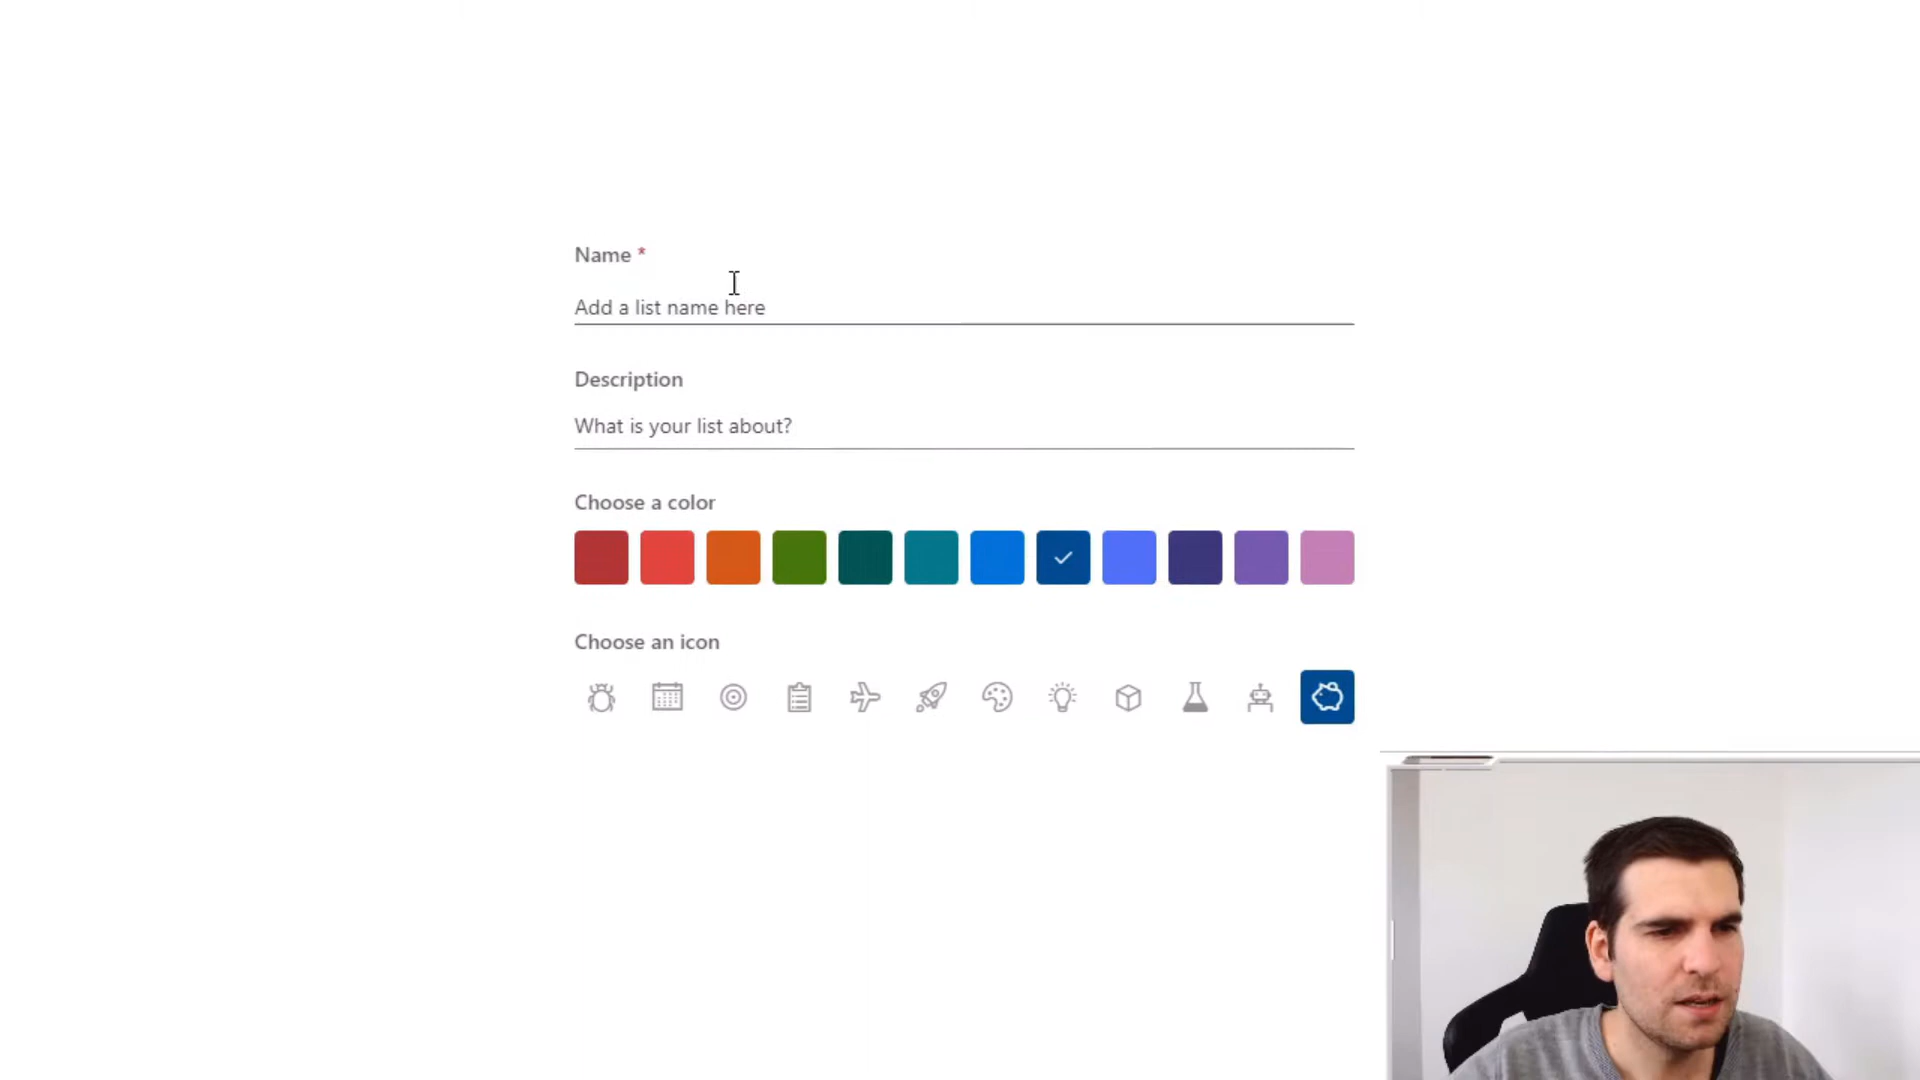 Name *
Add a list name here
Description
What is your list about?
Choose a color
Choose an icon